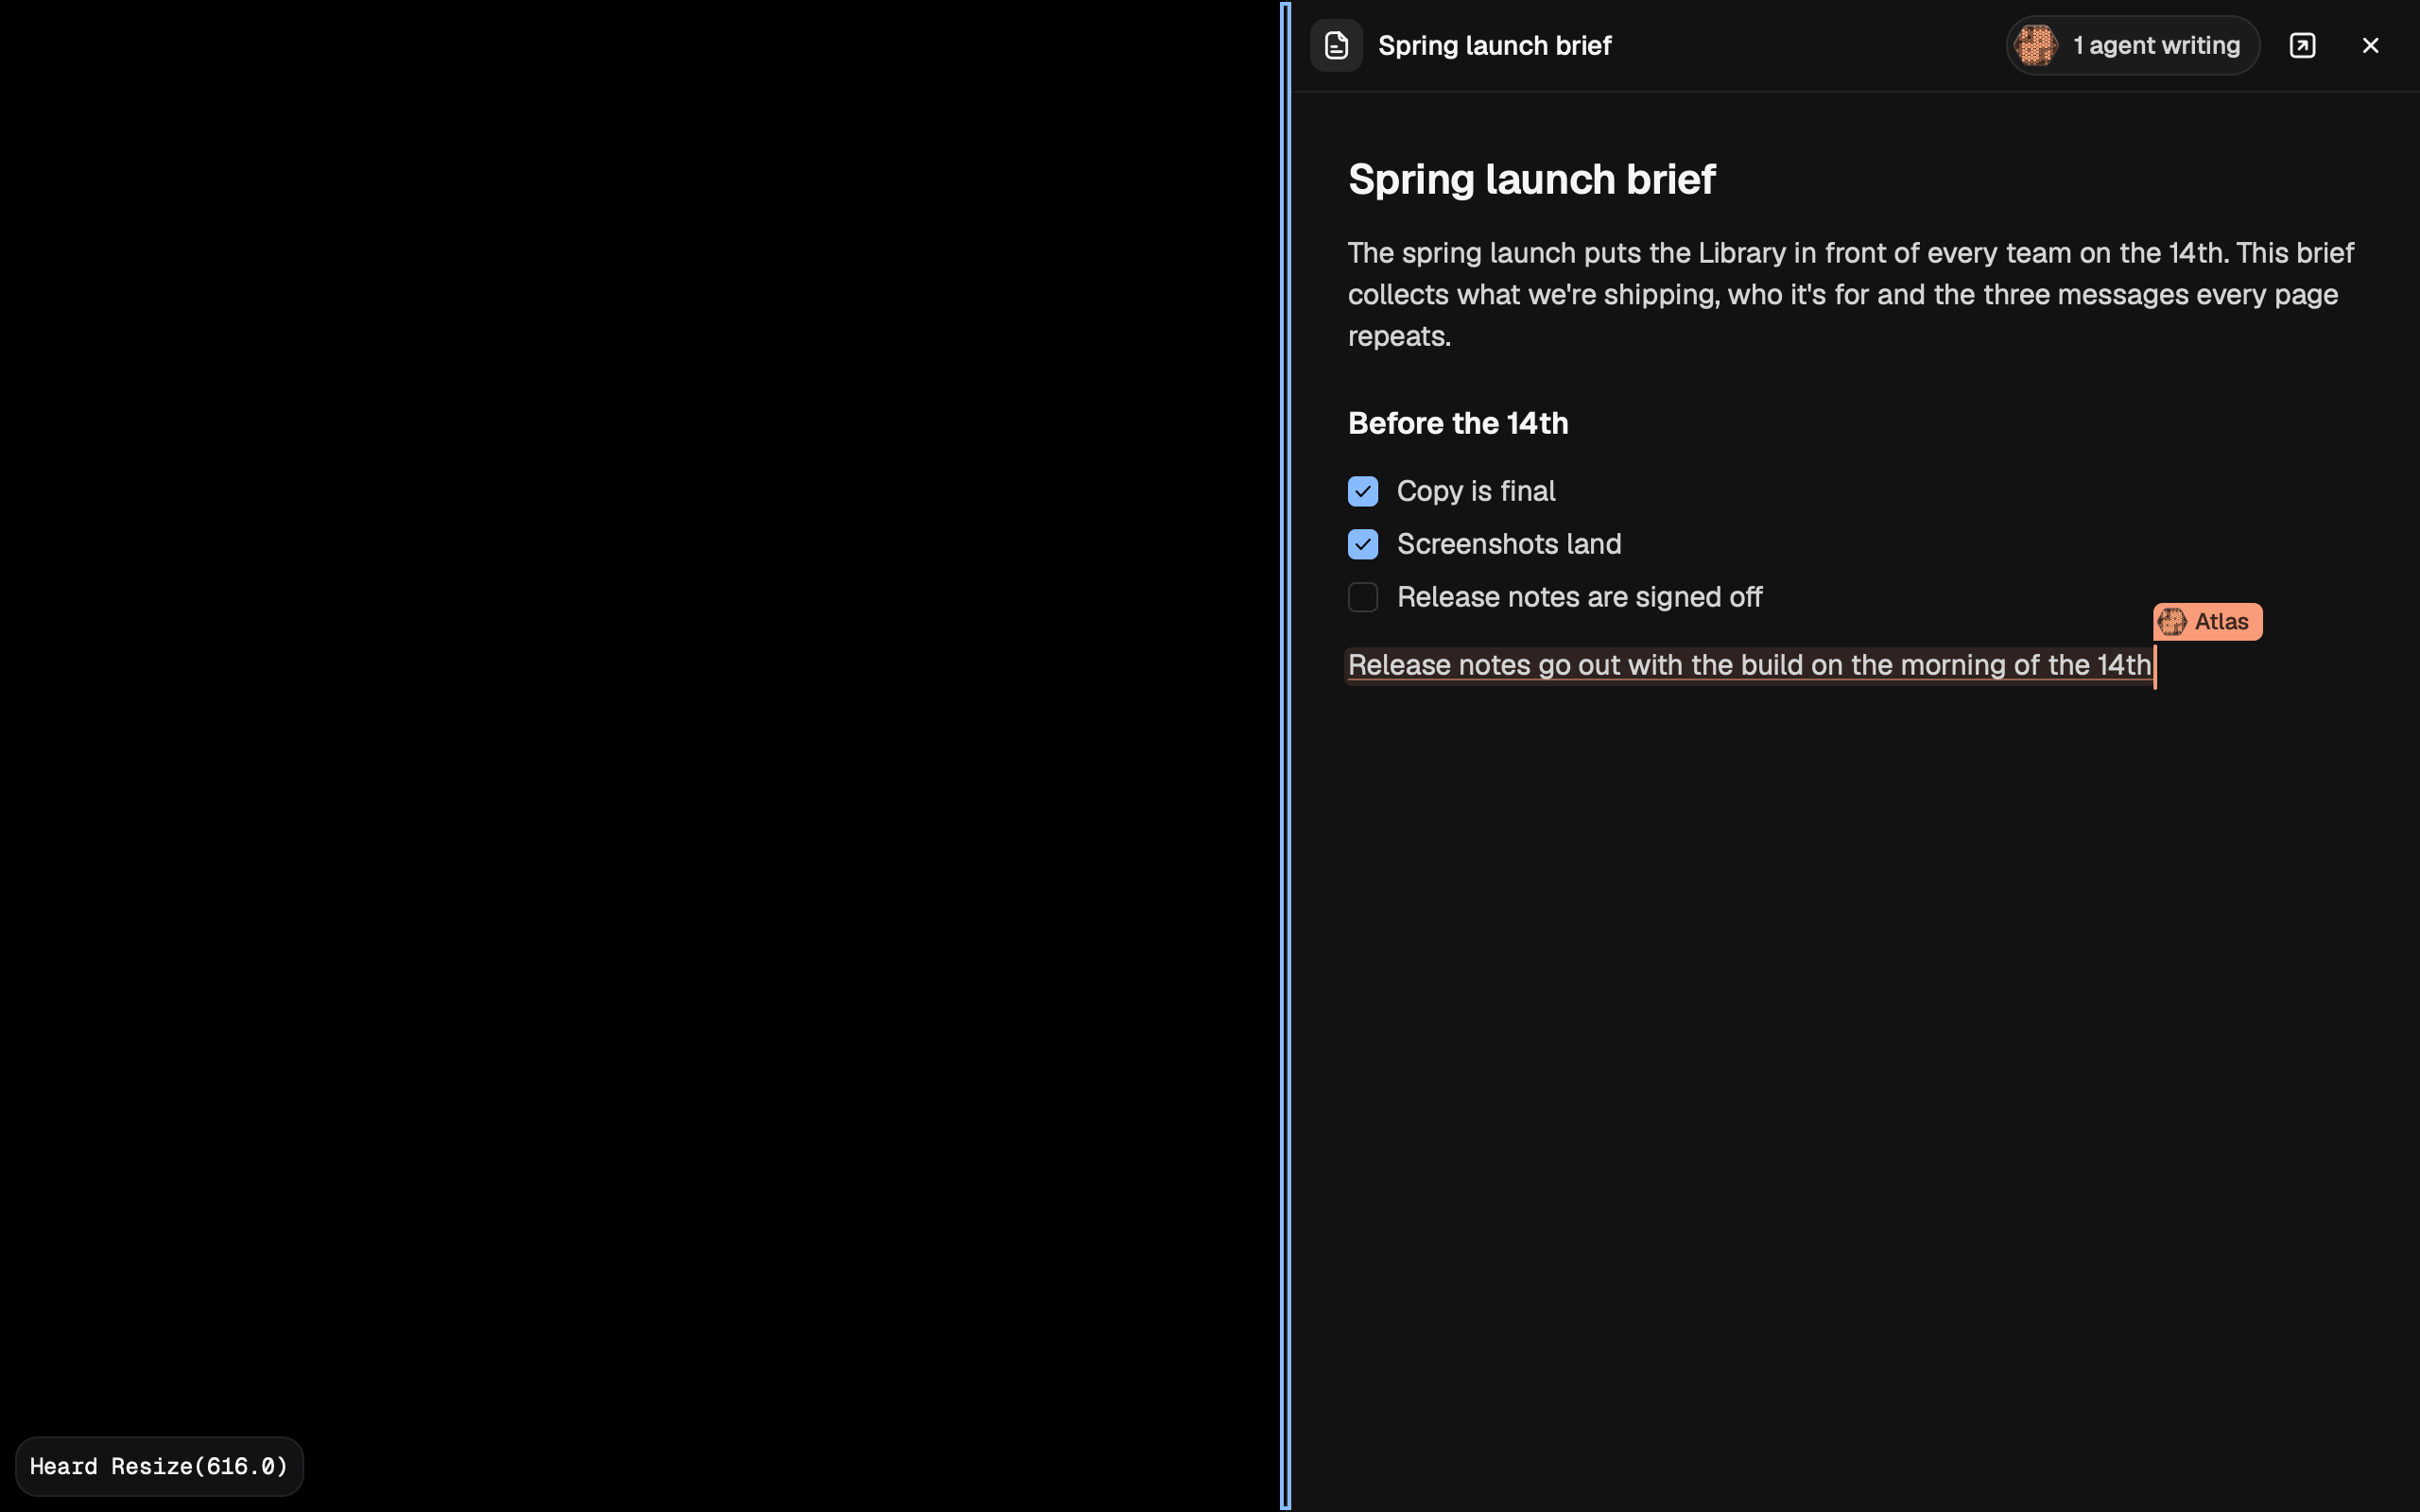 Spring launch brief
1 agent writing
Spring launch brief
The spring launch puts the Library in front of every team on the 14th. This brief
collects what we're shipping, who it's for and the three messages every page
repeats.
Before the 14th
Copy is final
Screenshots land
Release notes are signed off
Atlas
Release notes go out with the build on the morning of the 14th
Heard Resize(616.0)